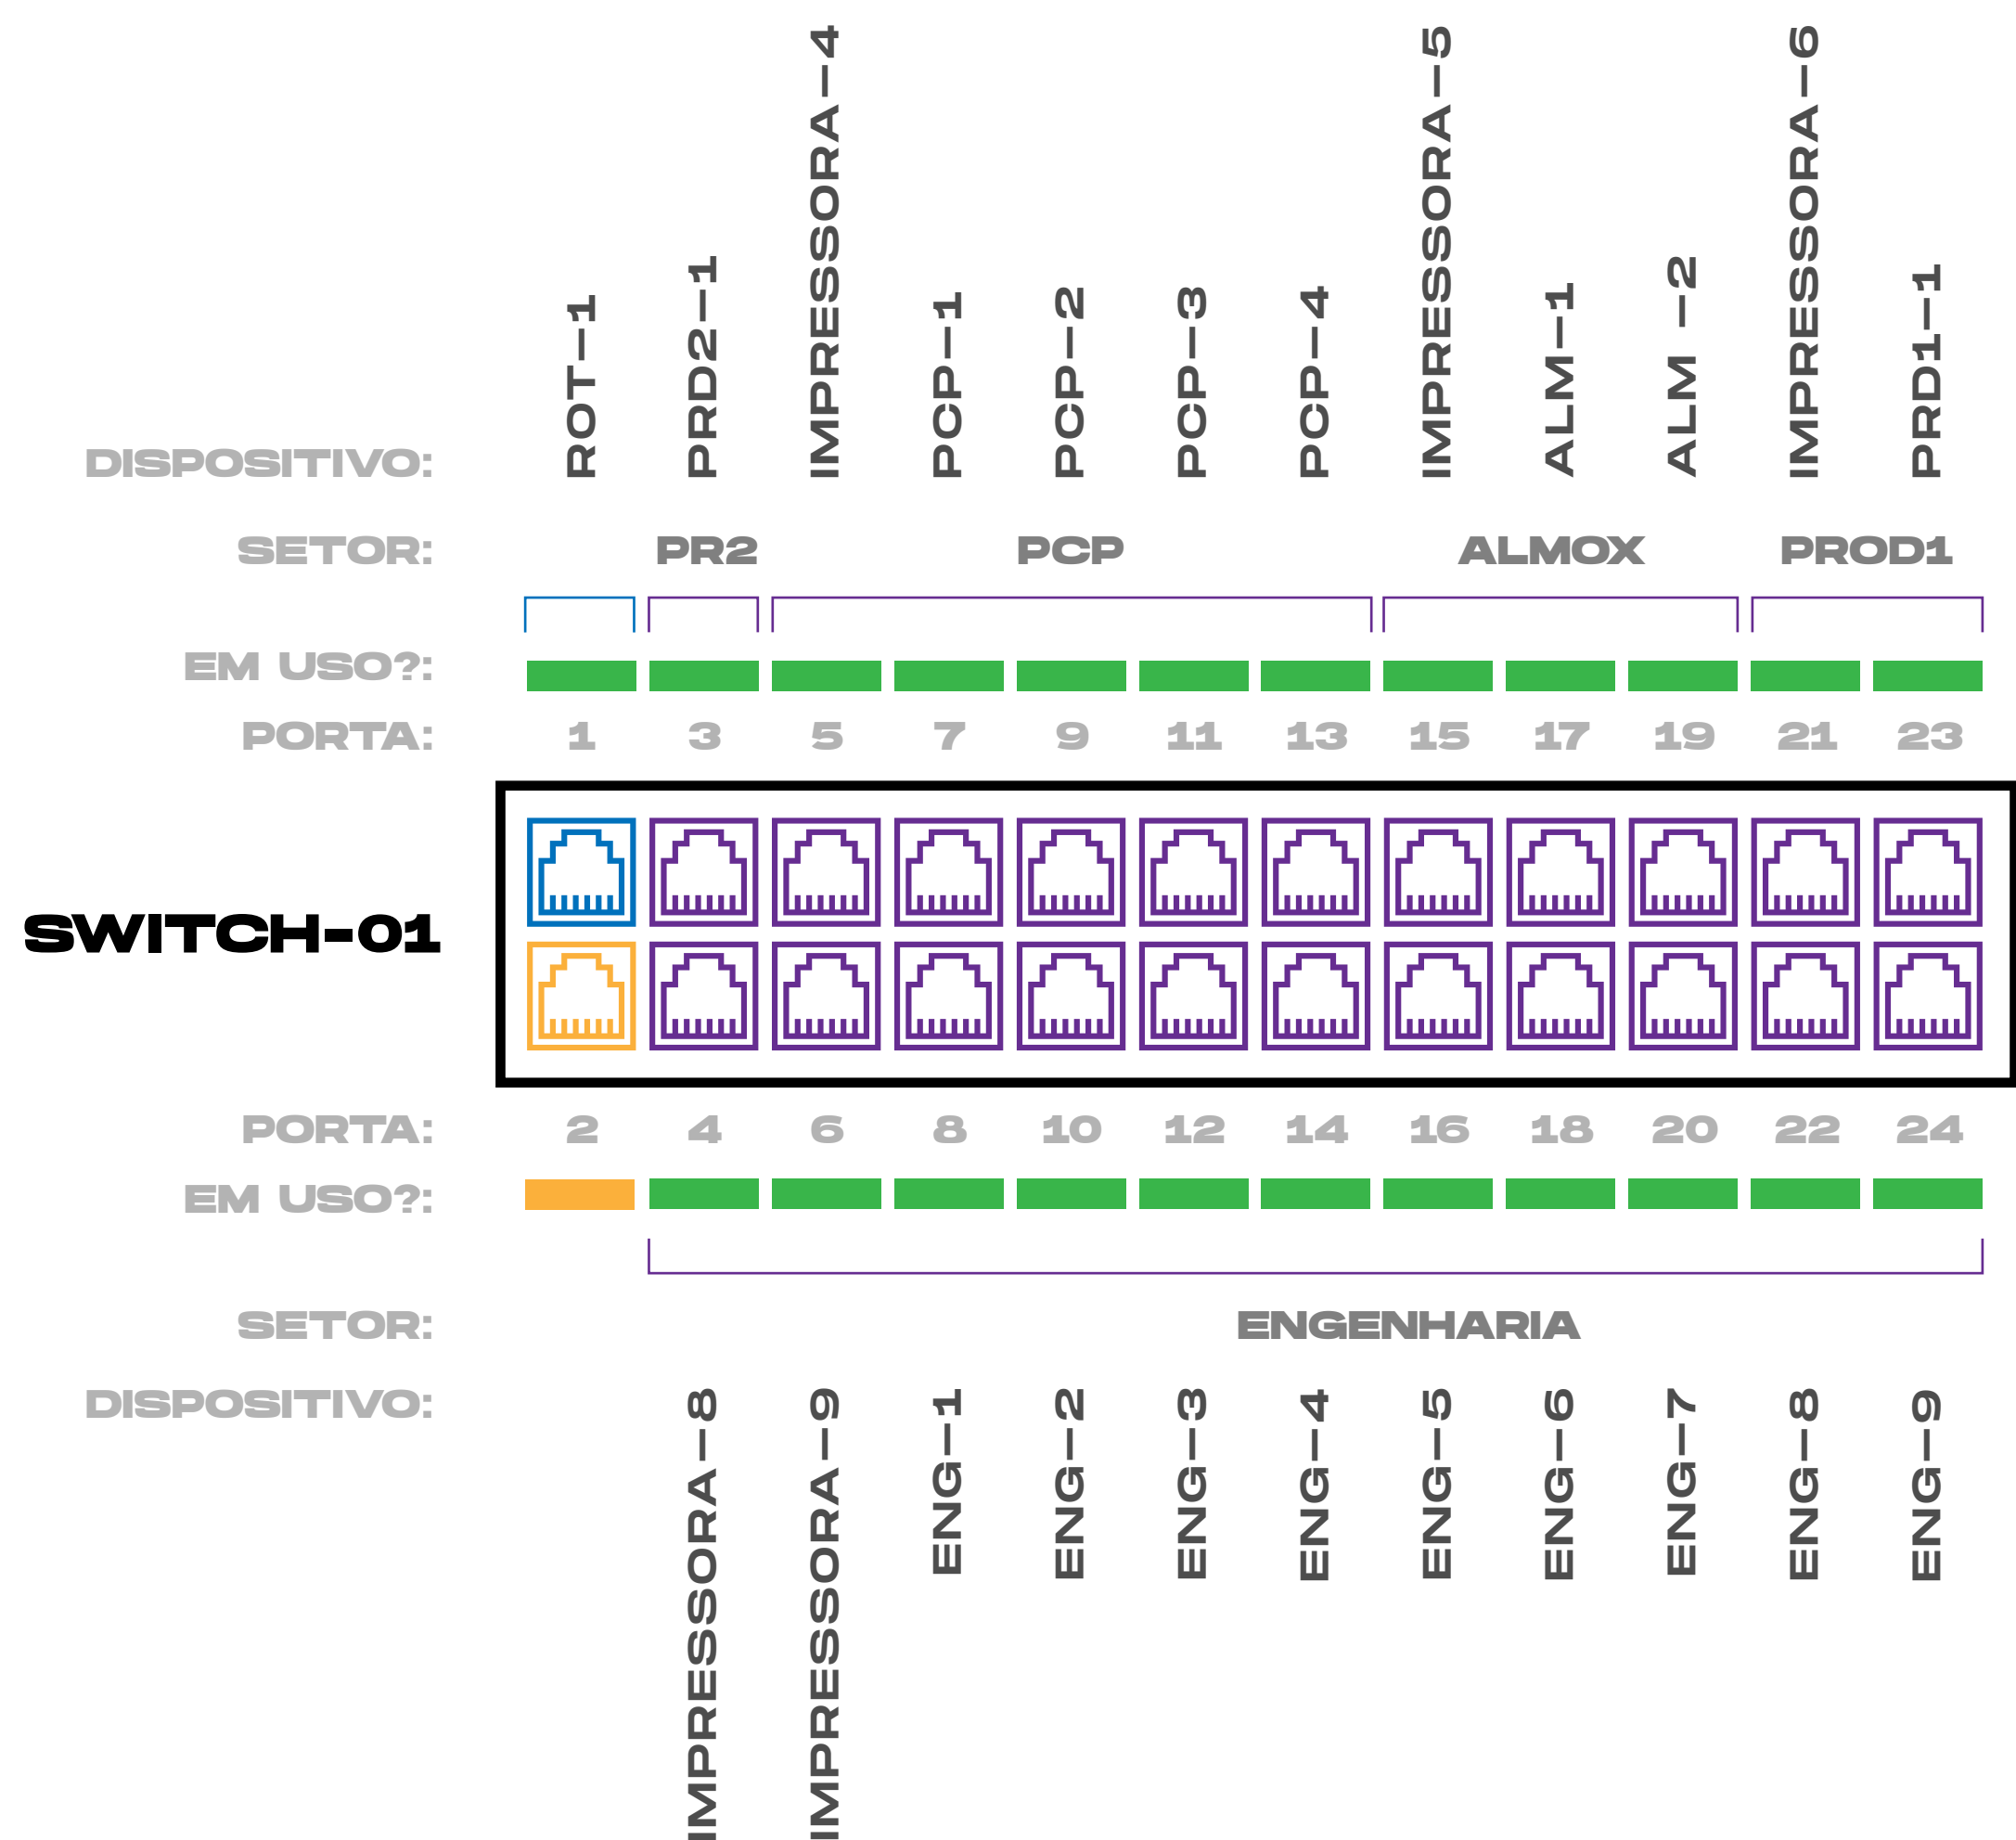 DISPOSITIVO: ROT-1 PRD2-1 IMPRESSORA-4 PCP-1 PCP-2 PCP-3 PCP-4 IMPRESSORA-5 ALM-1 ALM -2 IMPRESSORA-6 PRD1-1
SETOR: PR2 PCP ALMOX PROD1
EM USO?:
PORTA: 1 3 5 7 9 11 13 15 17 19 21 23
SWITCH-01
PORTA: 2 4 6 8 10 12 14 16 18 20 22 24
EM USO?:
SETOR: ENGENHARIA
DISPOSITIVO: IMPRESSORA-8 IMPRESSORA-9 ENG-1 ENG-2 ENG-3 ENG-4 ENG-5 ENG-6 ENG-7 ENG-8 ENG-9